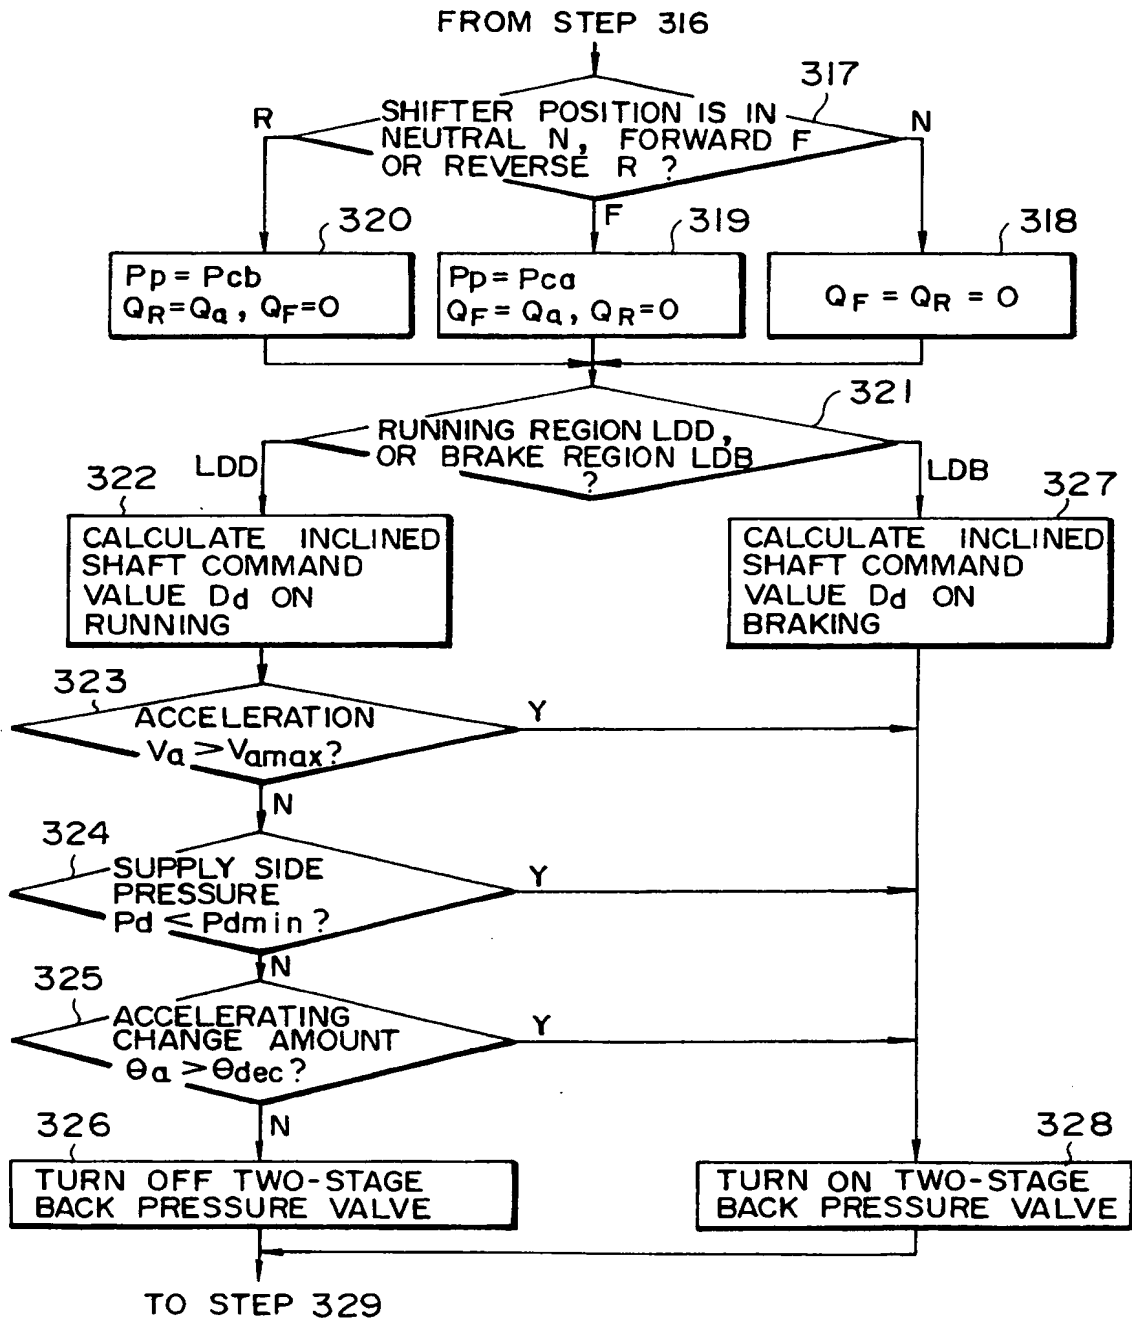 FROM STEP 316
317
SHIFTER POSITION IS IN
NEUTRAL N, FORWARD F
OR REVERSE R ?
R
N
F
320
319
318
Pp = Pcb
QR=Qa, QF=0
Pp = Pca
QF = Qa, QR=0
QF = QR = 0
321
RUNNING REGION LDD,
OR BRAKE REGION LDB
?
LDD
LDB
322
327
CALCULATE INCLINED
SHAFT COMMAND
VALUE Dd ON
RUNNING
CALCULATE INCLINED
SHAFT COMMAND
VALUE Dd ON
BRAKING
323
ACCELERATION
Va > Vamax?
Y
N
324
SUPPLY SIDE
PRESSURE
Pd < Pdmin ?
Y
N
325
ACCELERATING
CHANGE AMOUNT
θa > θdec?
Y
N
326
328
TURN OFF TWO-STAGE
BACK PRESSURE VALVE
TURN ON TWO-STAGE
BACK PRESSURE VALVE
TO STEP 329